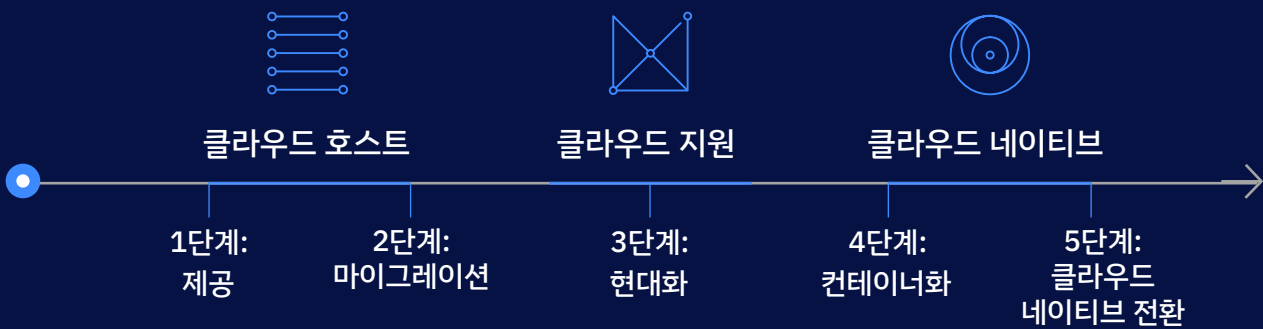 클라우드 호스트
클라우드 지원
클라우드 네이티브
1단계:
제공
2단계:
마이그레이션
3단계:
현대화
4단계:
컨테이너화
5단계:
클라우드
네이티브 전환